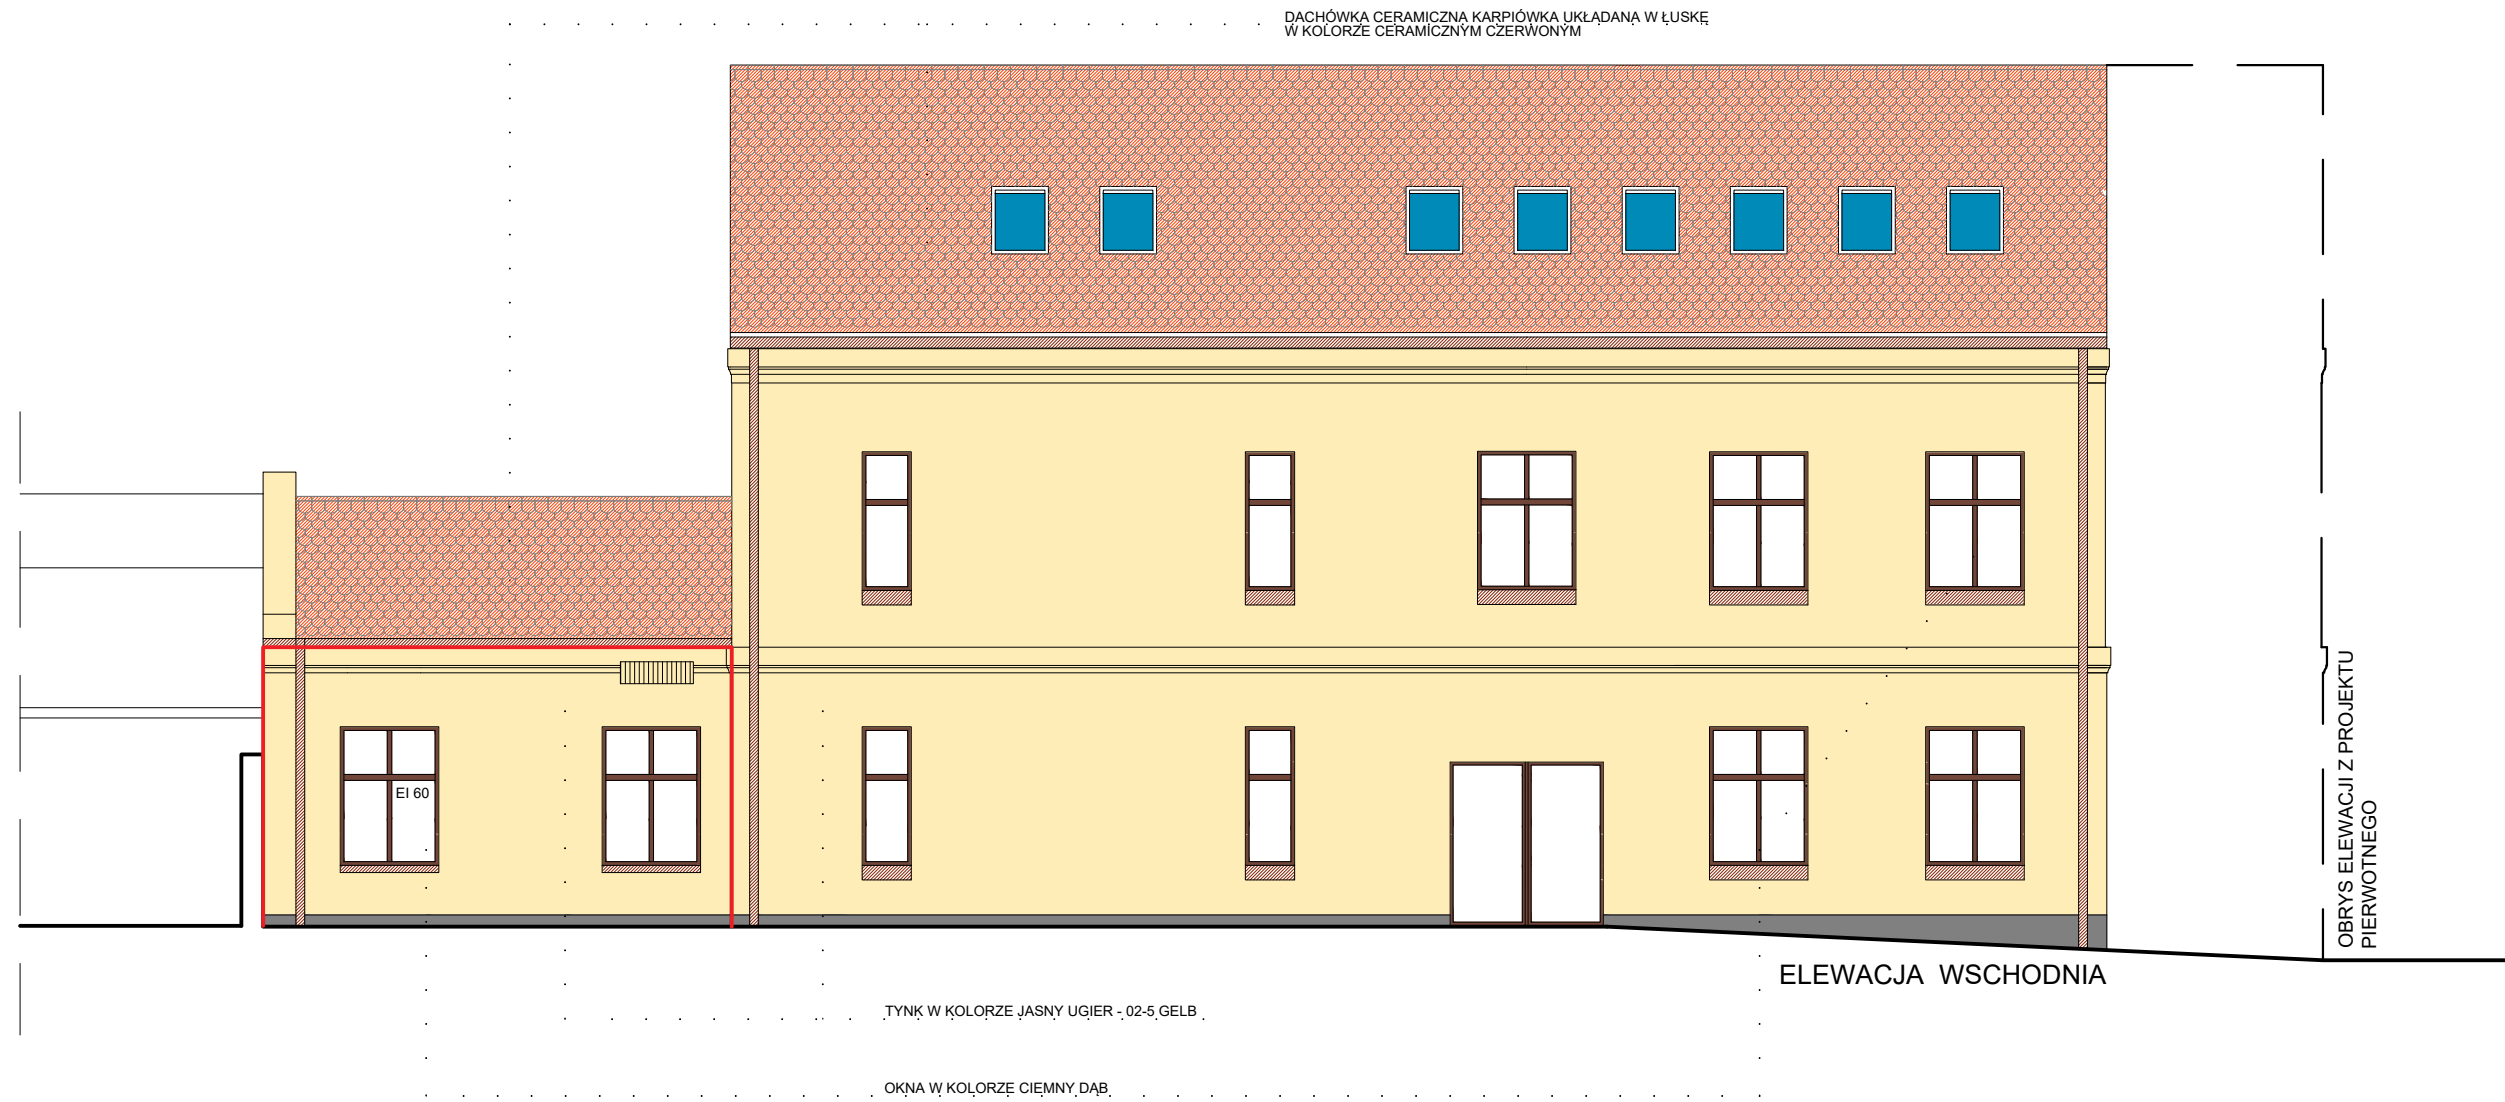 DACHÓWKA CERAMICZNA KARPIÓWKA UKŁADANA W ŁUSKĘ
W KOLORZE CERAMICZNYM CZERWONYM
EI 60
OBRYS ELEWACJI Z PROJEKTU
PIERWOTNEGO
ELEWACJA WSCHODNIA
TYNK W KOLORZE JASNY UGIER - 02-5 GELB
OKNA W KOLORZE CIEMNY DĄB